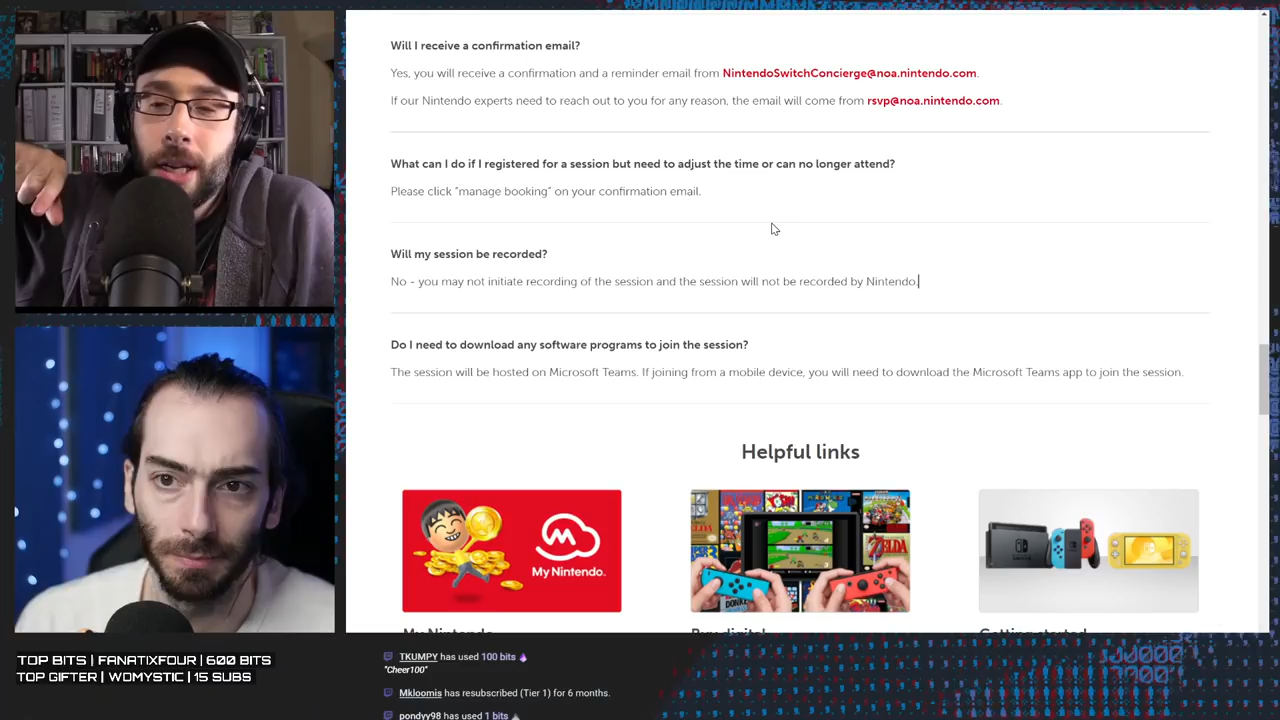 Will I receive a confirmation email?
Yes, you will receive a confirmation and a reminder email from NintendoSwitchConcierge@noa.nintendo.com.
If our Nintendo experts need to reach out to you for any reason, the email will come from rsvp@noa.nintendo.com.
What can I do if I registered for a session but need to adjust the time or can no longer attend?
Please click “manage booking” on your confirmation email.
Will my session be recorded?
No - you may not initiate recording of the session and the session will not be recorded by Nintendo.
Do I need to download any software programs to join the session?
The session will be hosted on Microsoft Teams. If joining from a mobile device, you will need to download the Microsoft Teams app to join the session.
Helpful links
My Nintendo
ZELDA
My Nintendo
Buy digital
Getting started
TOP BITS | FANATIXFOUR | 600 BITS
TOP GIFTER | WDMYSTIC | 15 SUBS
TKUMPY has used 100 bits
"Cheer100"
Mkloomis has resubscribed (Tier 1) for 6 months.
pondyy98 has used 1 bits